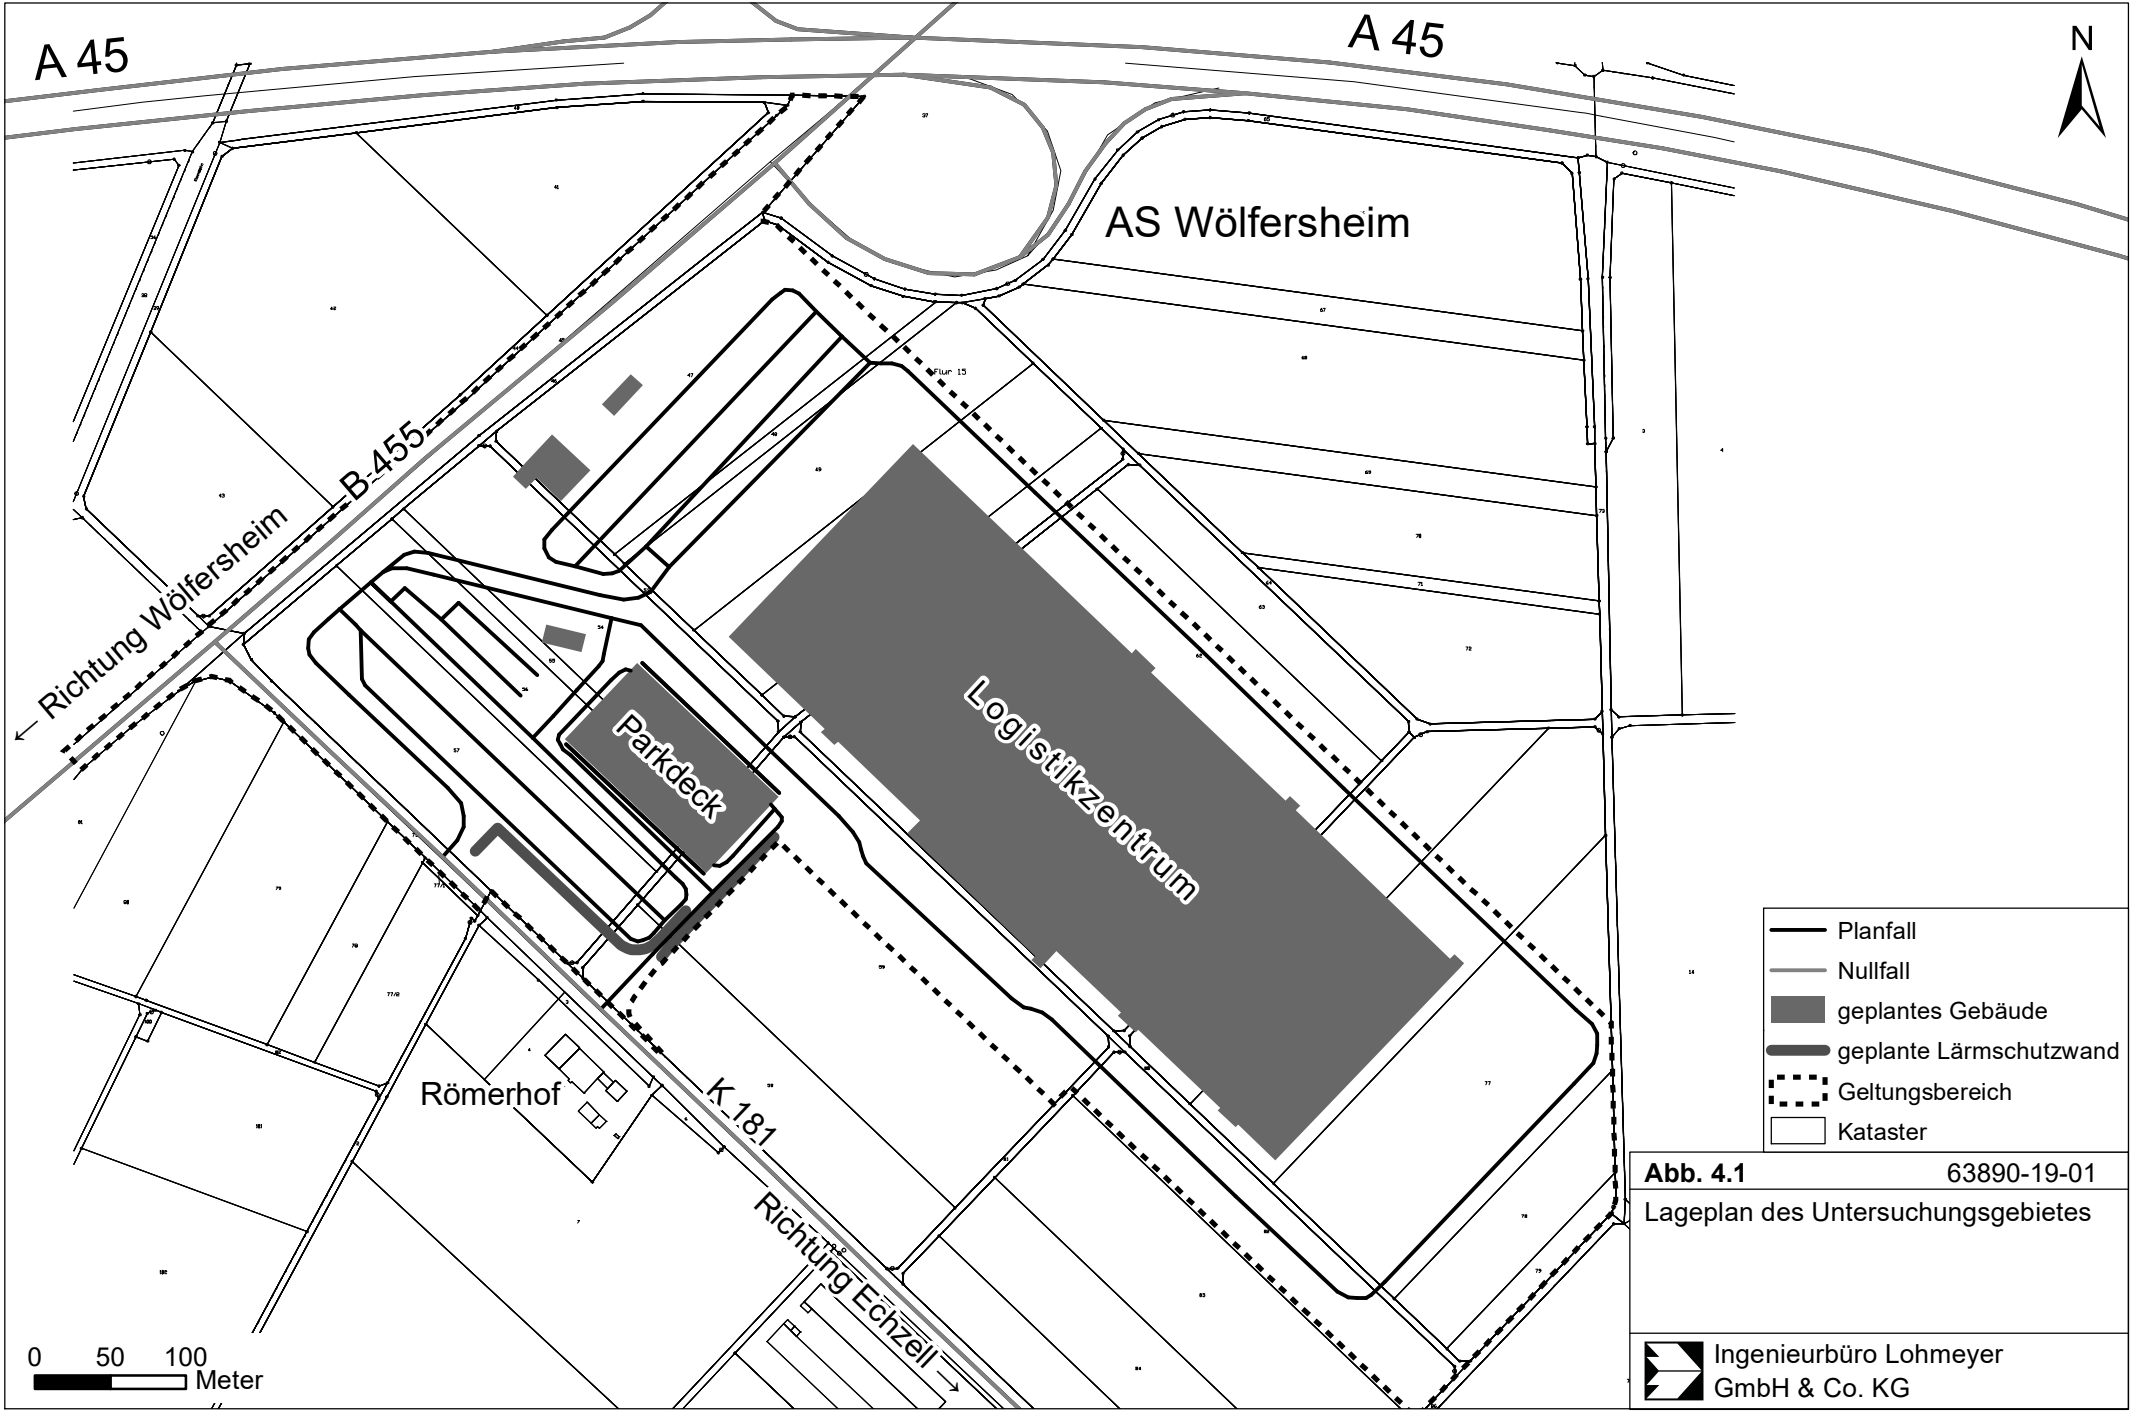 A 45
A 45
N
AS Wölfersheim
Flur 15
B 455
← Richtung Wölfersheim
Parkdeck
Logistikzentrum
Römerhof
K 181
Richtung Echzell →
Planfall
Nullfall
geplantes Gebäude
geplante Lärmschutzwand
Geltungsbereich
Kataster
Abb. 4.1 63890-19-01
Lageplan des Untersuchungsgebietes
Ingenieurbüro Lohmeyer
GmbH & Co. KG
0 50 100
Meter